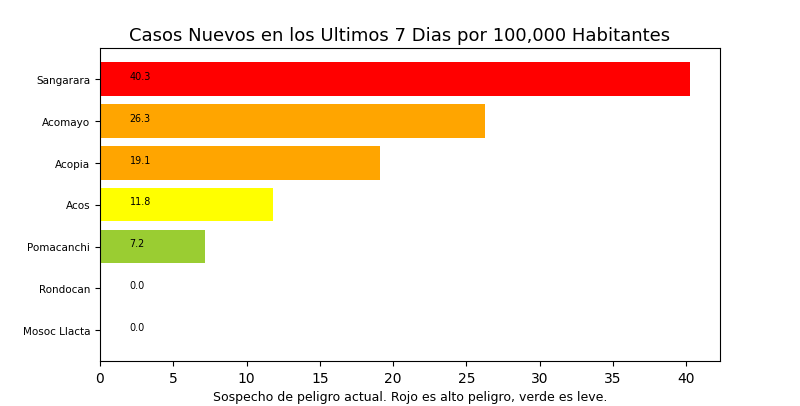 Casos Nuevos en los Ultimos 7 Dias por 100,000 Habitantes
Sangarara 40.3
Acomayo 26.3
Acopia 19.1
Acos 11.8
Pomacanchi 7.2
Rondocan 0.0
Mosoc Llacta 0.0
0 5 10 15 20 25 30 35 40
Sospecho de peligro actual. Rojo es alto peligro, verde es leve.